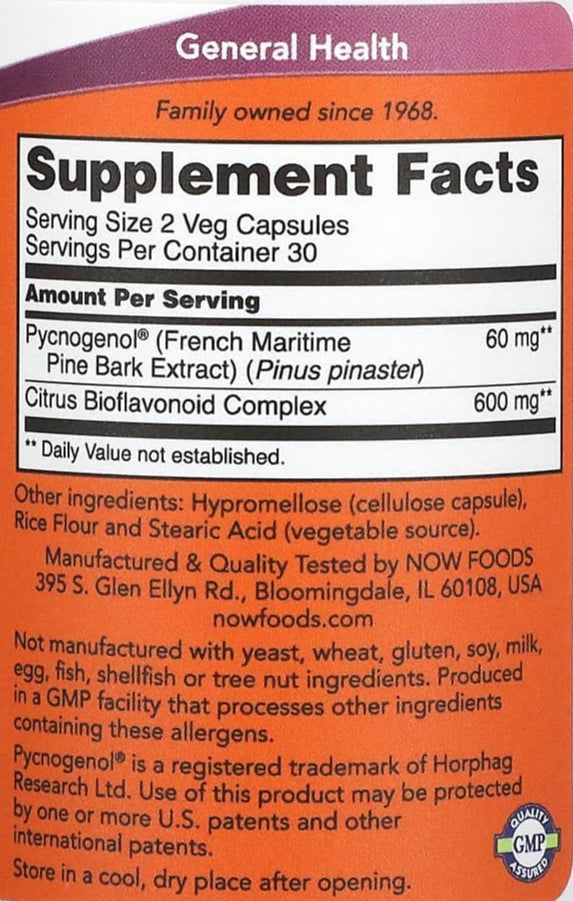 General Health
Family owned since 1968.
Supplement Facts
Serving Size 2 Veg Capsules
Servings Per Container 30
Amount Per Serving
Pycnogenol® (French Maritime 60 mg**
Pine Bark Extract) (Pinus pinaster)
Citrus Bioflavonoid Complex 600 mg**
** Daily Value not established.
Other ingredients: Hypromellose (cellulose capsule),
Rice Flour and Stearic Acid (vegetable source).
Manufactured & Quality Tested by NOW FOODS
395 S. Glen Ellyn Rd., Bloomingdale, IL 60108, USA
nowfoods.com
Not manufactured with yeast, wheat, gluten, soy, milk,
egg, fish, shellfish or tree nut ingredients. Produced
in a GMP facility that processes other ingredients
containing these allergens.
Pycnogenol® is a registered trademark of Horphag
Research Ltd. Use of this product may be protected
by one or more U.S. patents and other
international patents.
QUALITY
GMP
ASSURED
Store in a cool, dry place after opening.